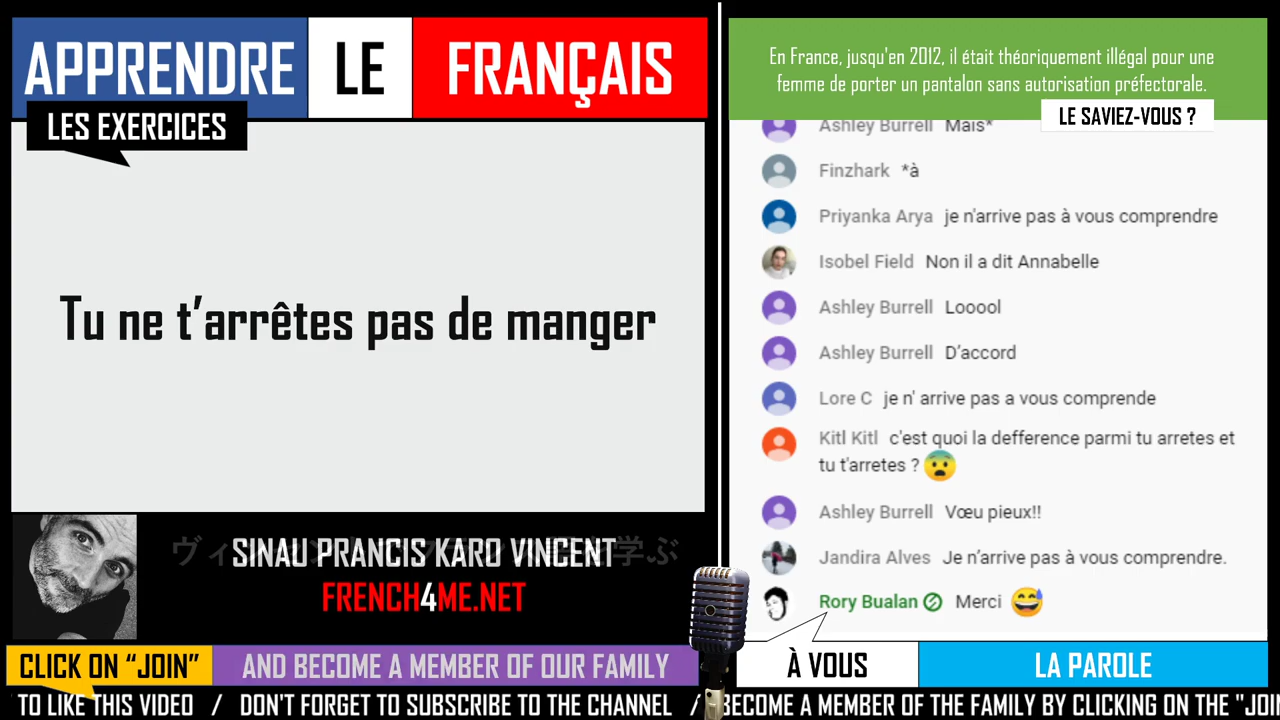 APPRENDRE LE FRANÇAIS
LES EXERCICES
Tu ne t’arrêtes pas de manger
SINAU PRANCIS KARO VINCENT
FRENCH4ME.NET
CLICK ON “JOIN” AND BECOME A MEMBER OF OUR FAMILY
En France, jusqu'en 2012, il était théoriquement illégal pour une
femme de porter un pantalon sans autorisation préfectorale.
LE SAVIEZ-VOUS ?
Ashley Burrell Mais*
Finzhark *à
Priyanka Arya je n'arrive pas à vous comprendre
Isobel Field Non il a dit Annabelle
Ashley Burrell Looool
Ashley Burrell D’accord
Lore C je n' arrive pas a vous comprende
Kitl Kitl c'est quoi la defference parmi tu arretes et
tu t'arretes ? 😨
Ashley Burrell Vœu pieux!!
Jandira Alves Je n’arrive pas à vous comprendre.
Rory Bualan Merci 😅
À VOUS LA PAROLE
TO LIKE THIS VIDEO / DON'T FORGET TO SUBSCRIBE TO THE CHANNEL / BECOME A MEMBER OF THE FAMILY BY CLICKING ON THE "JOI